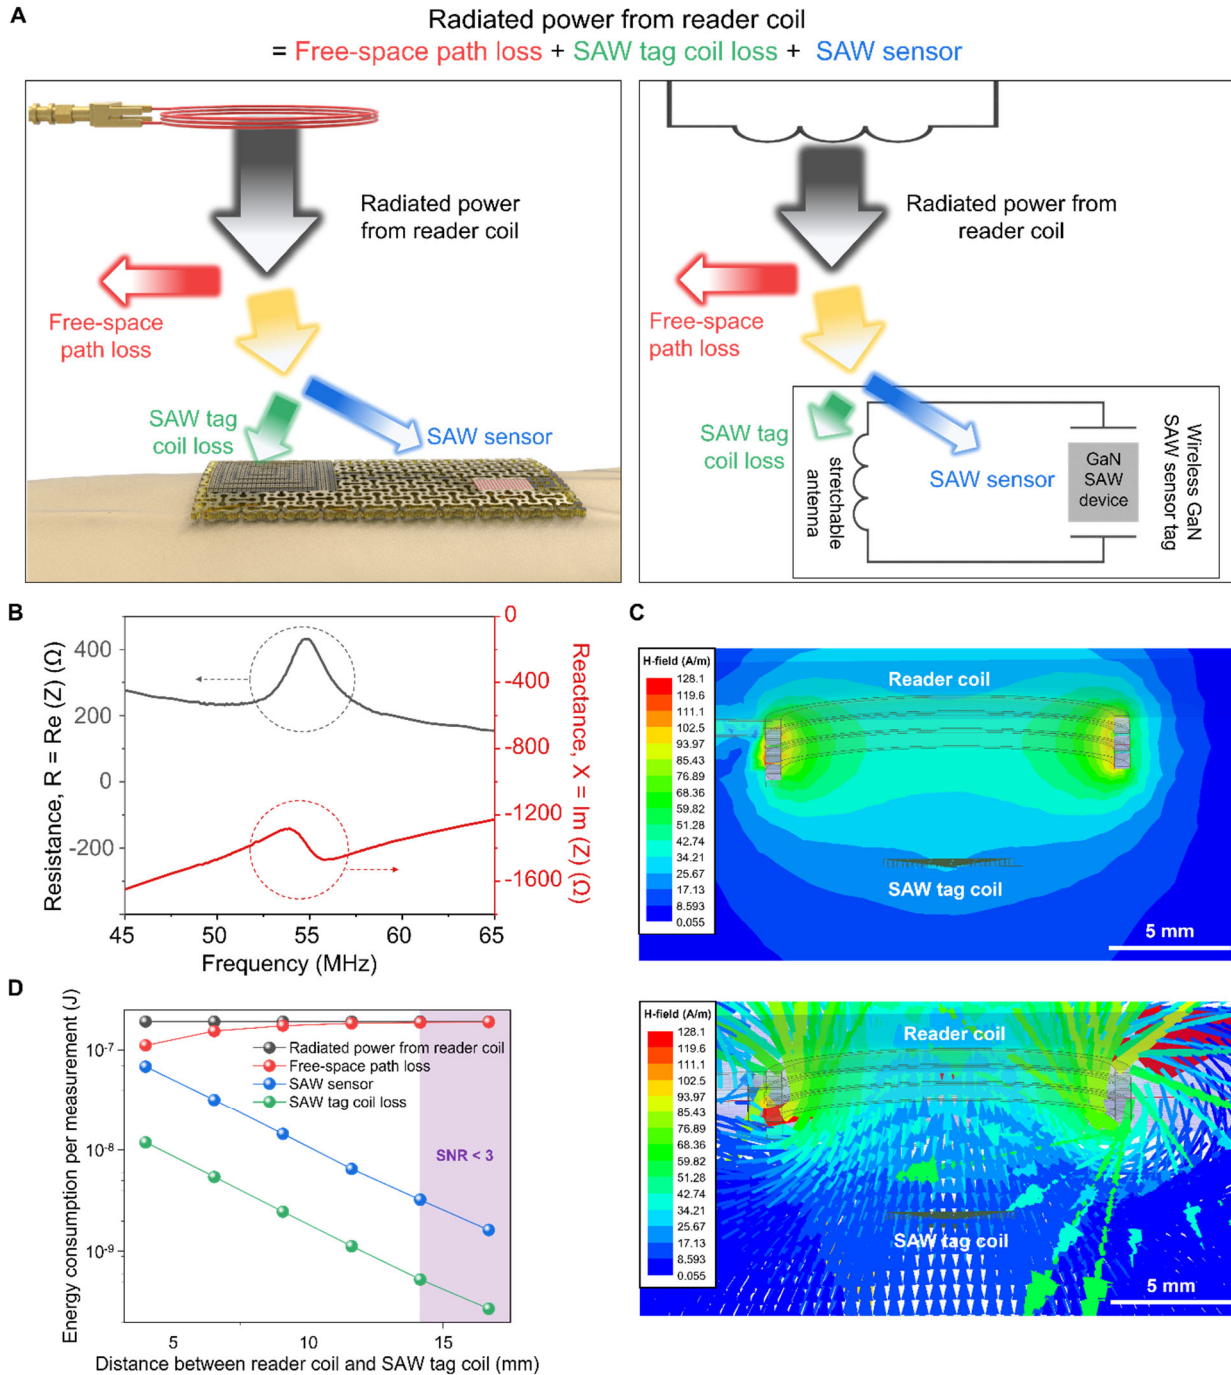 A
Radiated power from reader coil
= Free-space path loss + SAW tag coil loss + SAW sensor
Radiated power
from reader coil
Free-space
path loss
SAW tag
coil loss
SAW sensor
Radiated power from
reader coil
Free-space
path loss
SAW tag
coil loss
stretchable
antenna
SAW sensor
GaN
SAW
device
Wireless GaN
SAW sensor tag
B
Resistance, R = Re (Z) (Ω)
400
200
0
-200
0
-400
-800
-1200
-1600
Reactance, X = Im (Z) (Ω)
45
50
55
60
65
Frequency (MHz)
C
H-field (A/m)
128.1
119.6
111.1
102.5
93.97
85.43
76.89
68.36
59.82
51.28
42.74
34.21
25.67
17.13
8.593
0.055
Reader coil
SAW tag coil
5 mm
H-field (A/m)
128.1
119.6
111.1
102.5
93.97
85.43
76.89
68.36
59.82
51.28
42.74
34.21
25.67
17.13
8.593
0.055
Reader coil
SAW tag coil
5 mm
D
Energy consumption per measurement (J)
10-7
10-8
10-9
Radiated power from reader coil
Free-space path loss
SAW sensor
SAW tag coil loss
SNR < 3
5
10
15
Distance between reader coil and SAW tag coil (mm)